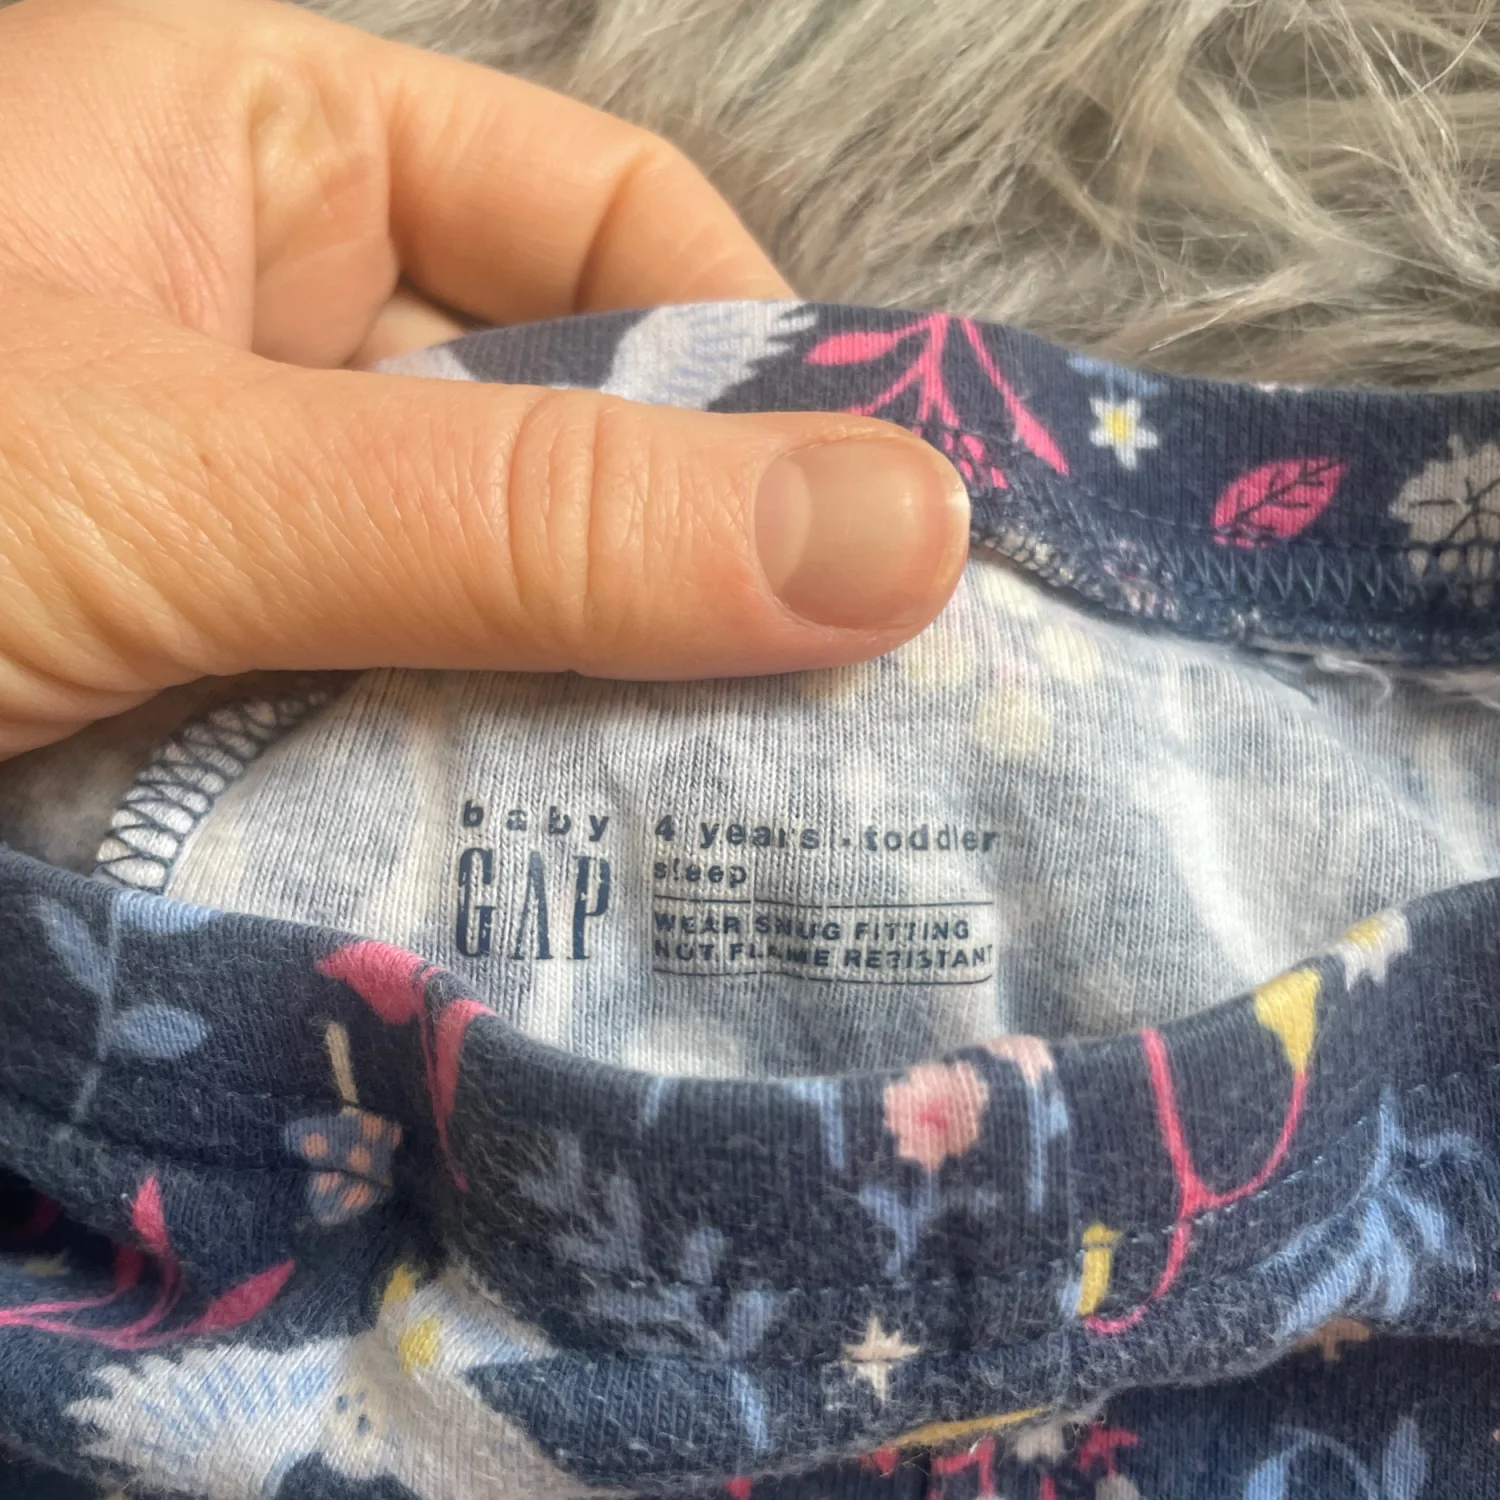 baby
GAP
4 years · toddler
sleep
WEAR SNUG FITTING
NOT FLAME RESISTANT